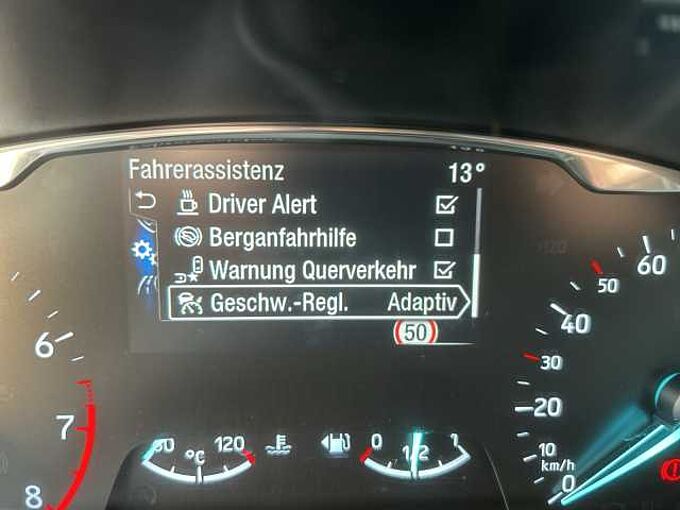 Fahrerassistenz 13°
Driver Alert
Berganfahrhilfe
Warnung Querverkehr
Geschw.-Regl. Adaptiv
50
6
7
8
60
50
40
30
20
10
km/h
0
120
°C
0
1/2
1